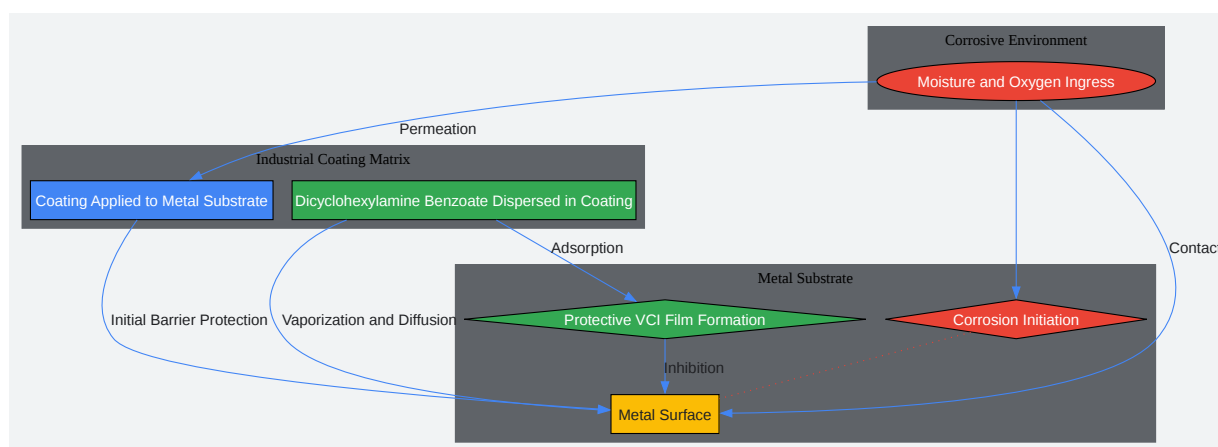 Corrosive Environment
Moisture and Oxygen Ingress
Permeation
Industrial Coating Matrix
Coating Applied to Metal Substrate
Dicyclohexylamine Benzoate Dispersed in Coating
Adsorption
Contact
Metal Substrate
Initial Barrier Protection
Vaporization and Diffusion
Protective VCI Film Formation
Corrosion Initiation
Inhibition
Metal Surface